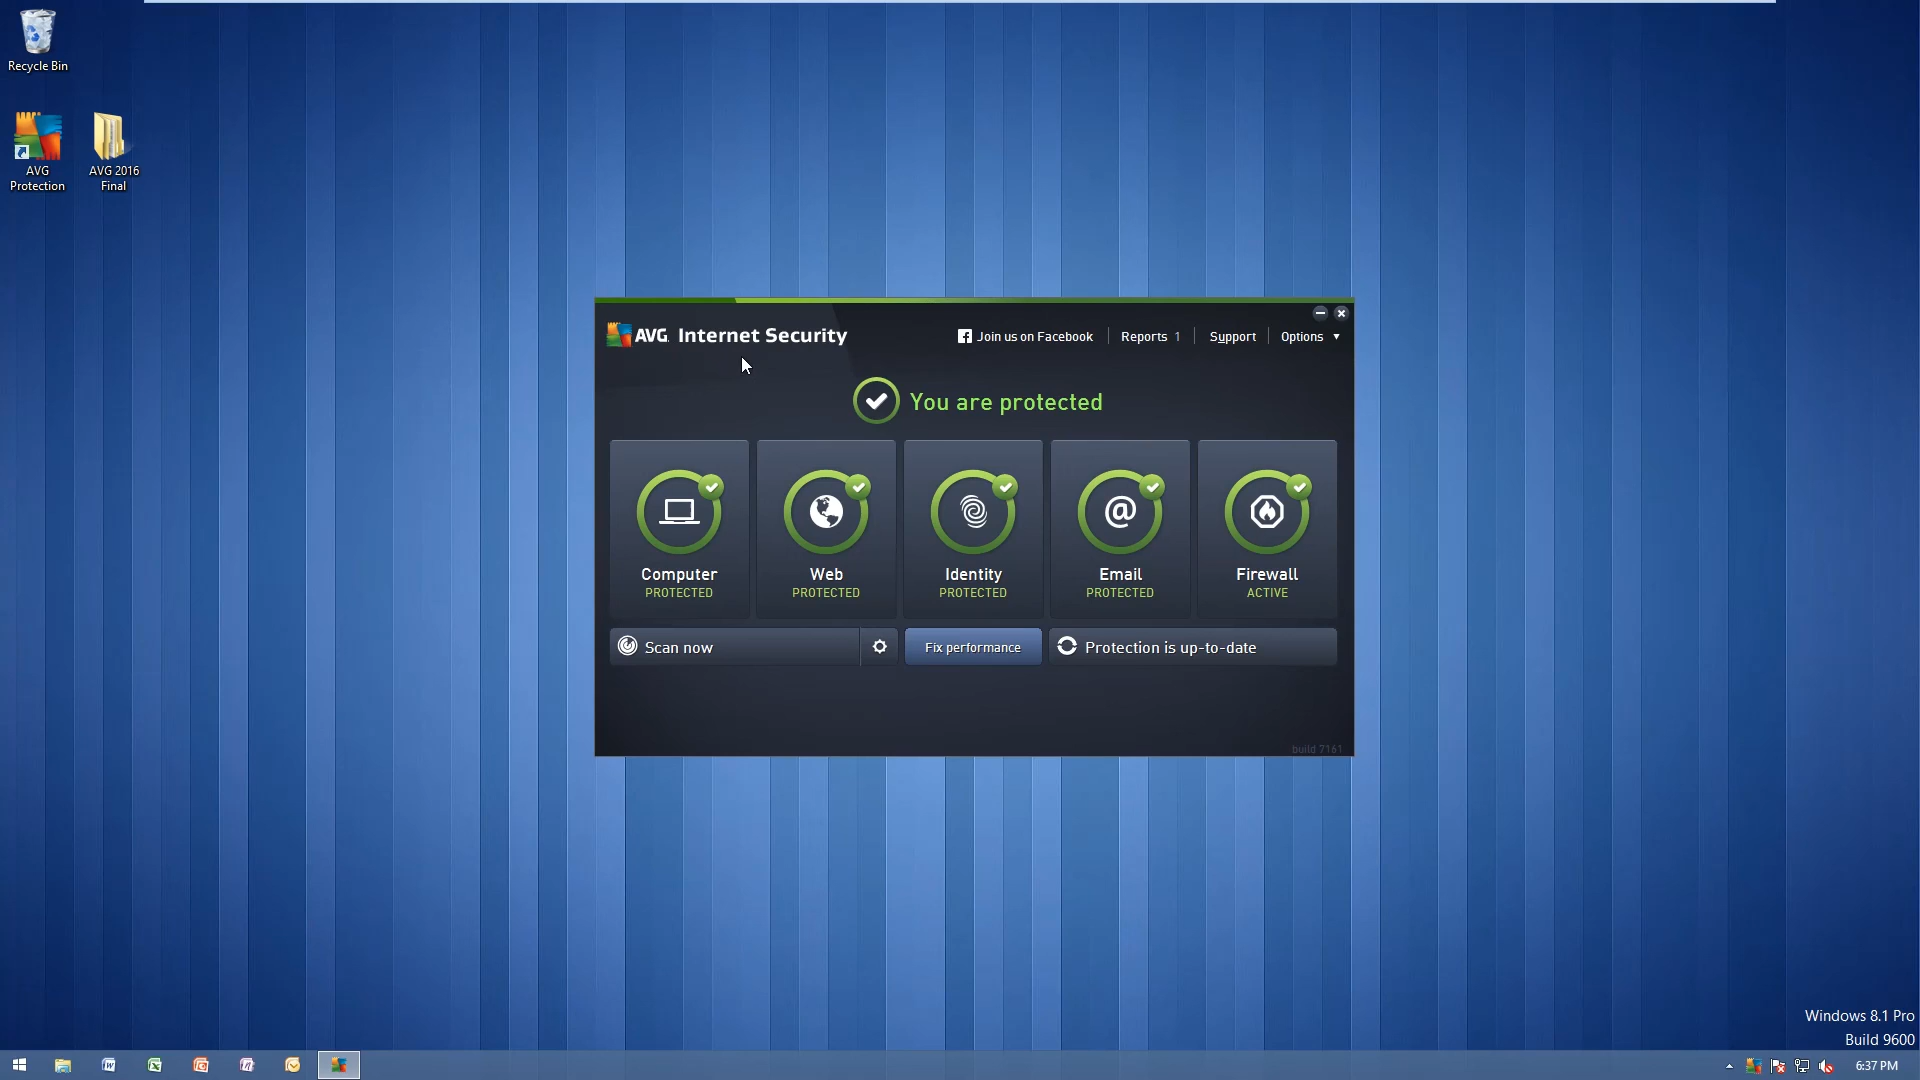 Recycle Bin
AVG
Protection
AVG 2016
Final
AVG Internet Security
Join us on Facebook
Reports 1
Support
Options
You are protected
Computer
PROTECTED
Web
PROTECTED
Identity
PROTECTED
@
Email
PROTECTED
Firewall
ACTIVE
Scan now
Fix performance
Protection is up-to-date
build 7161
Windows 8.1 Pro
Build 9600
6:37 PM